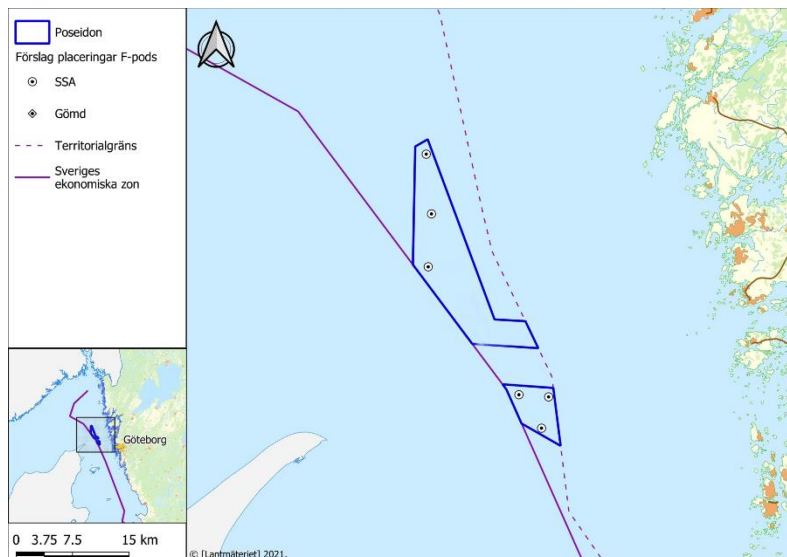 Poseidon
Förslag placeringar F-pods
SSA
Gömd
Territorialgräns
Sveriges
ekonomiska zon
Göteborg
0 3.75 7.5 15 km
© [Lantmäteriet] 2021.